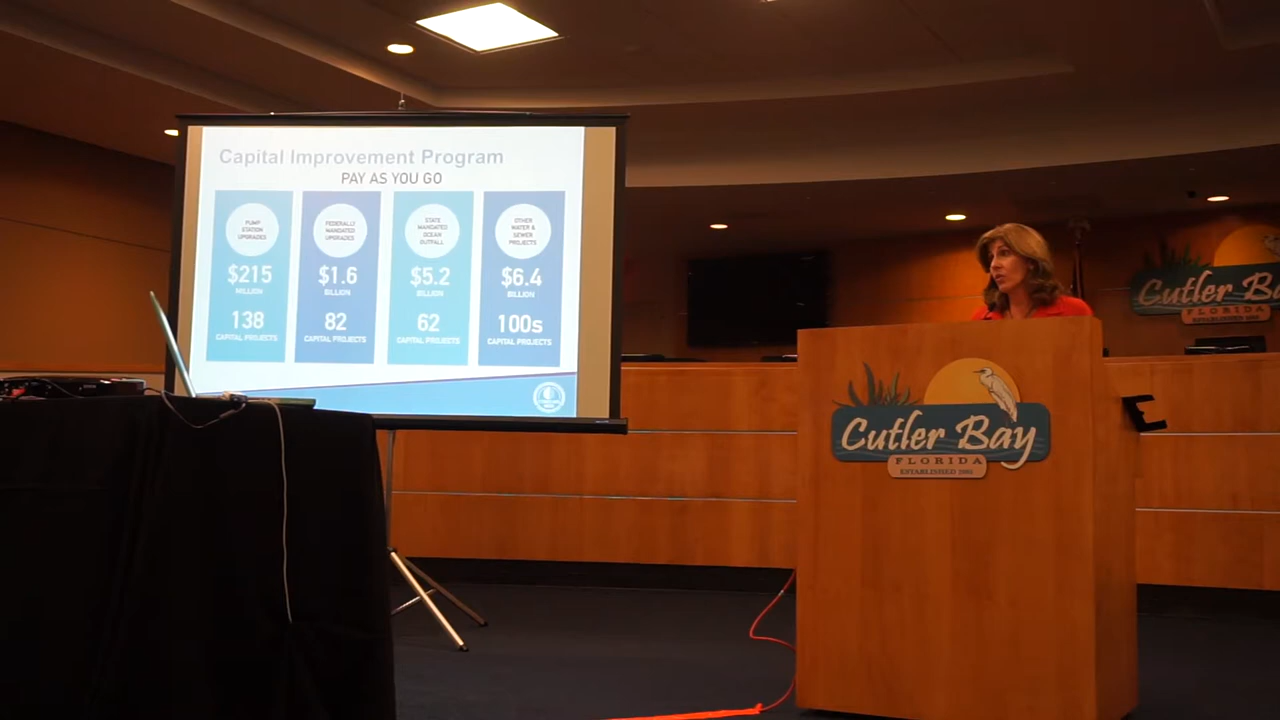 Capital Improvement Program
PAY AS YOU GO
PUMP
STATION
UPGRADES
$215
MILLION
138
CAPITAL PROJECTS
FEDERALLY
MANDATED
UPGRADES
$1.6
BILLION
82
CAPITAL PROJECTS
STATE
MANDATED
OCEAN
OUTFALL
$5.2
BILLION
62
CAPITAL PROJECTS
OTHER
WATER &
SEWER
PROJECTS
$6.4
BILLION
100s
CAPITAL PROJECTS
Cutler Bay
FLORIDA
ESTABLISHED 2005
Cutler Ba
FLORIDA
ESTABLISHED